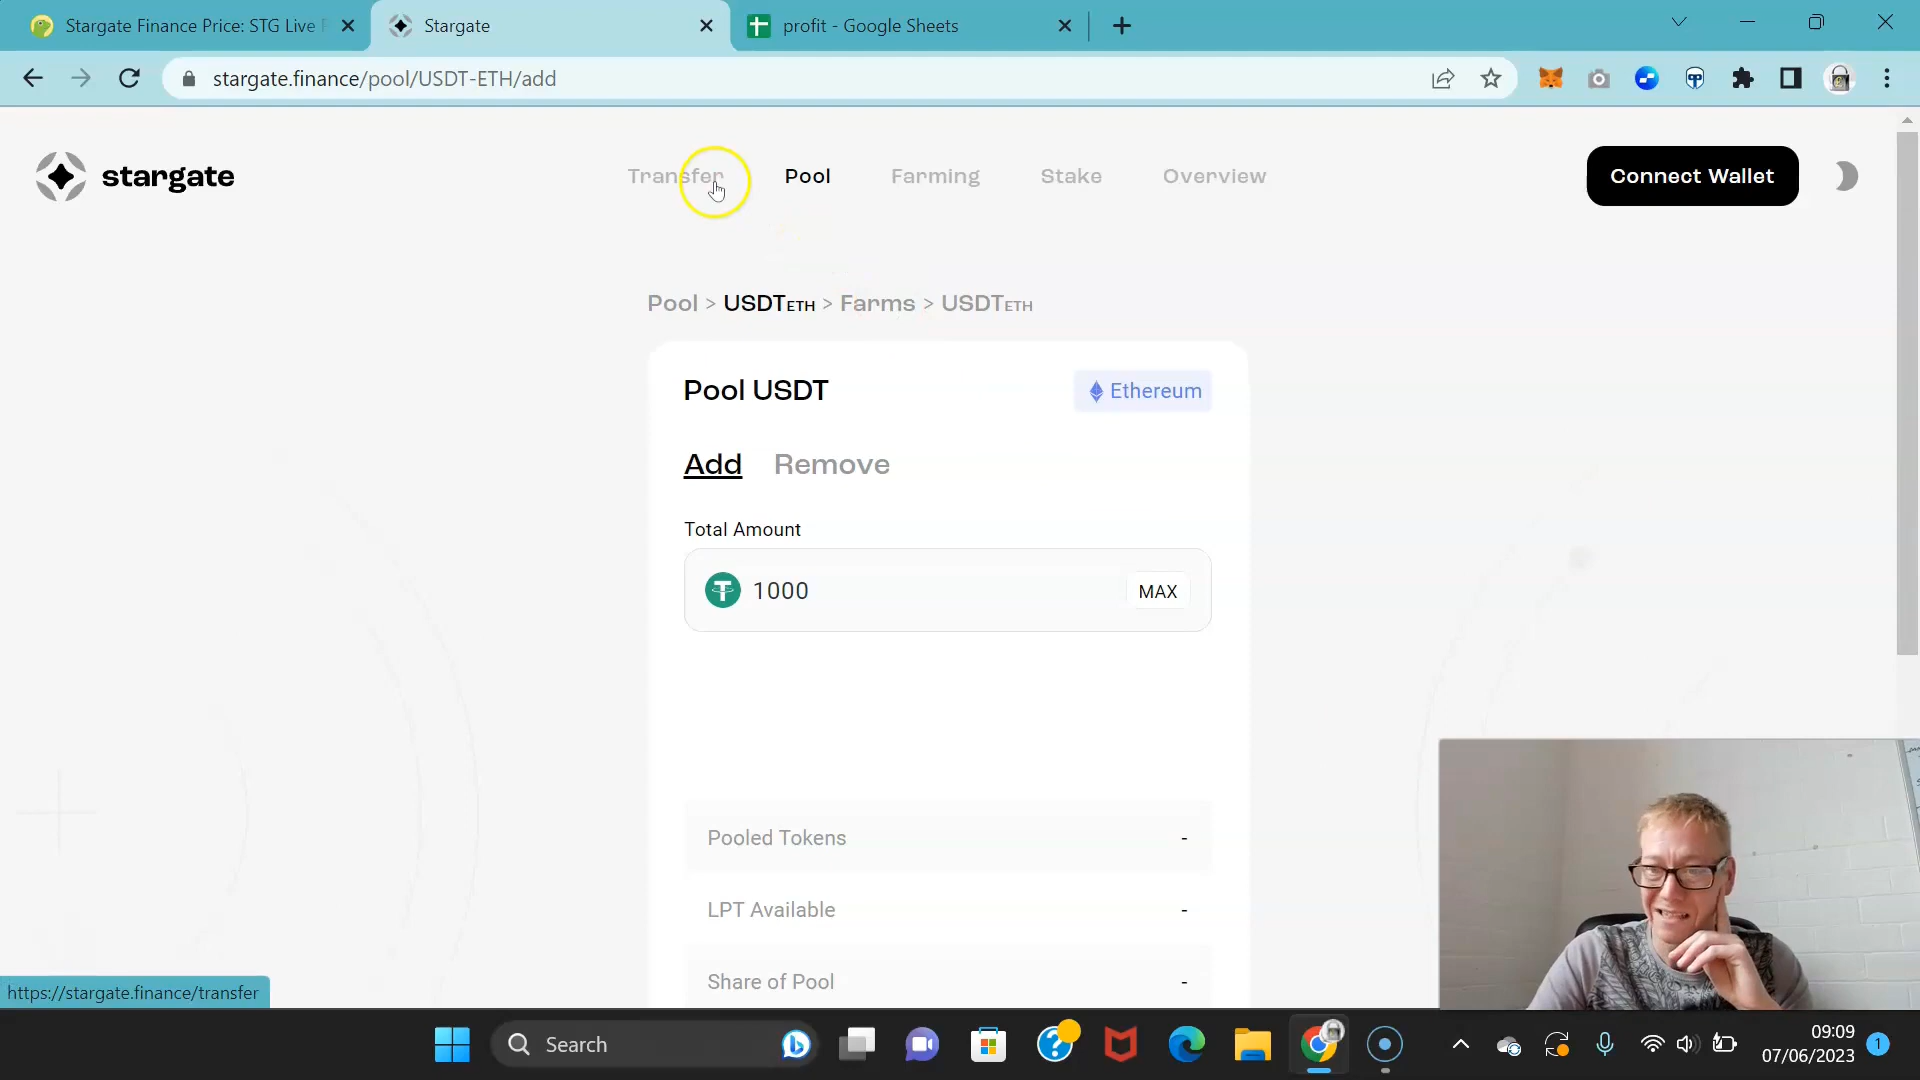 Stargate Finance Price: STG Live
Stargate
profit - Google Sheets
stargate.finance/pool/USDT-ETH/add
stargate
Transfer
Pool
Farming
Stake
Overview
Connect Wallet
Pool > USDTETH > Farms > USDTETH
Pool USDT
Ethereum
Add
Remove
Total Amount
1000
MAX
Pooled Tokens -
LPT Available -
Share of Pool -
https://stargate.finance/transfer
Search
09:09
07/06/2023
1